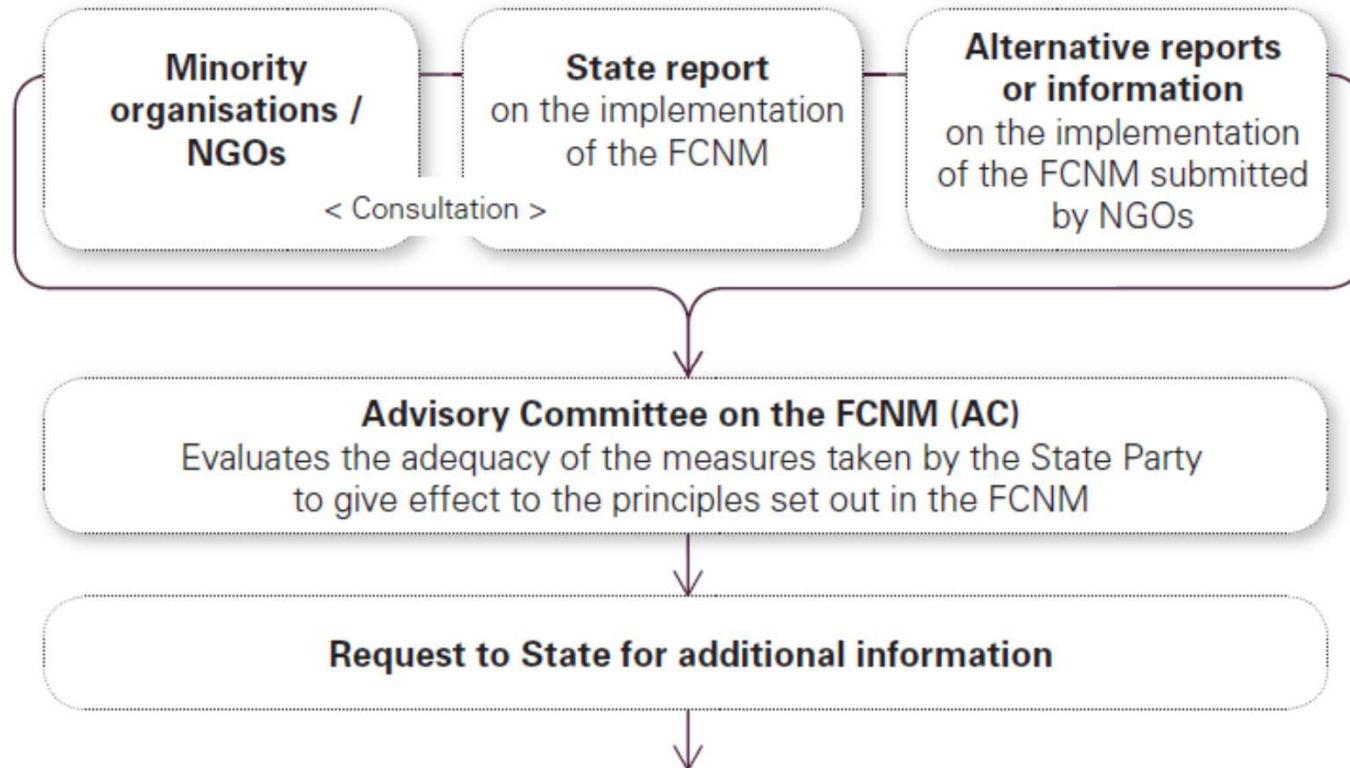 Minority
organisations /
NGOs
< Consultation >
State report
on the implementation
of the FCNM
Alternative reports
or information
on the implementation
of the FCNM submitted
by NGOs
Advisory Committee on the FCNM (AC)
Evaluates the adequacy of the measures taken by the State Party
to give effect to the principles set out in the FCNM
Request to State for additional information